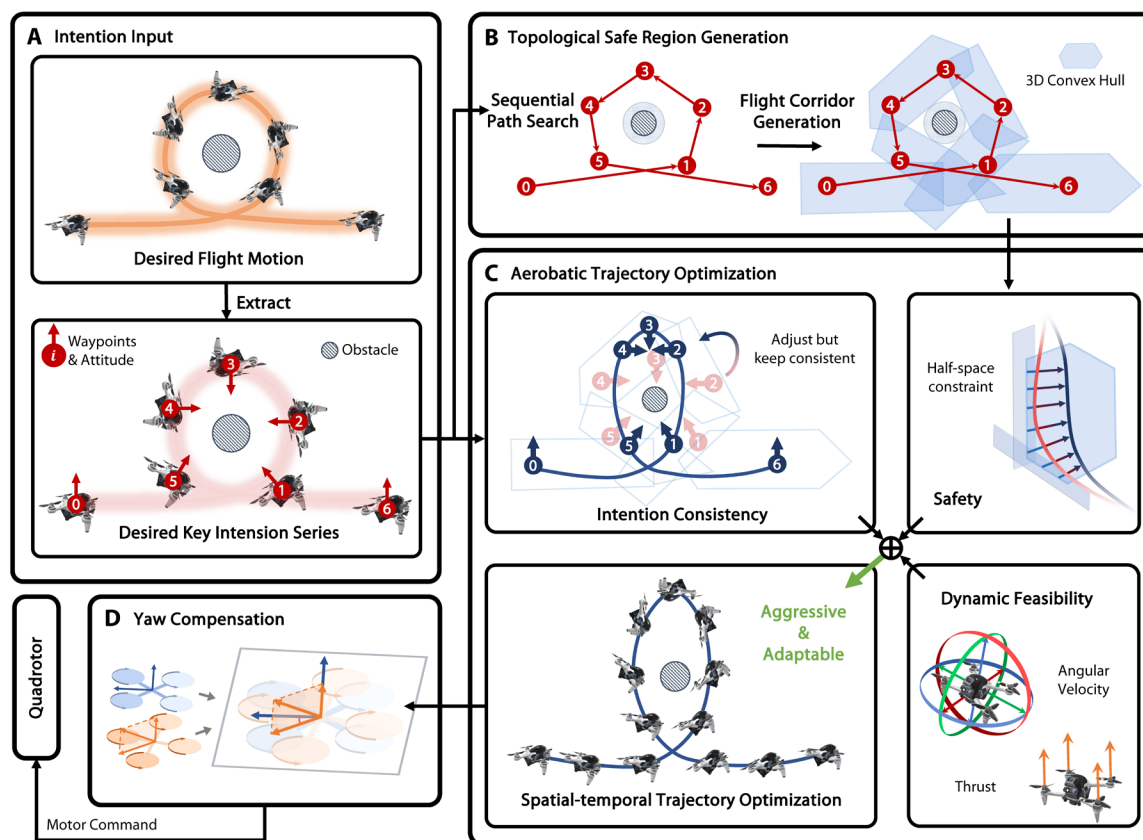 A Intention Input
Desired Flight Motion
Extract
i
Waypoints
& Attitude
Obstacle
3
4
2
5
1
0
6
Desired Key Intension Series
B Topological Safe Region Generation
Sequential
Path Search
3
4
2
5
1
0
6
Flight Corridor
Generation
3
4
2
5
1
0
6
3D Convex Hull
C Aerobatic Trajectory Optimization
3
4
2
3
4
2
5
1
5
1
0
6
Adjust but
keep consistent
Intention Consistency
Half-space
constraint
Safety
Aggressive
&
Adaptable
Spatial-temporal Trajectory Optimization
Dynamic Feasibility
Angular
Velocity
Thrust
D Yaw Compensation
Quadrotor
Motor Command